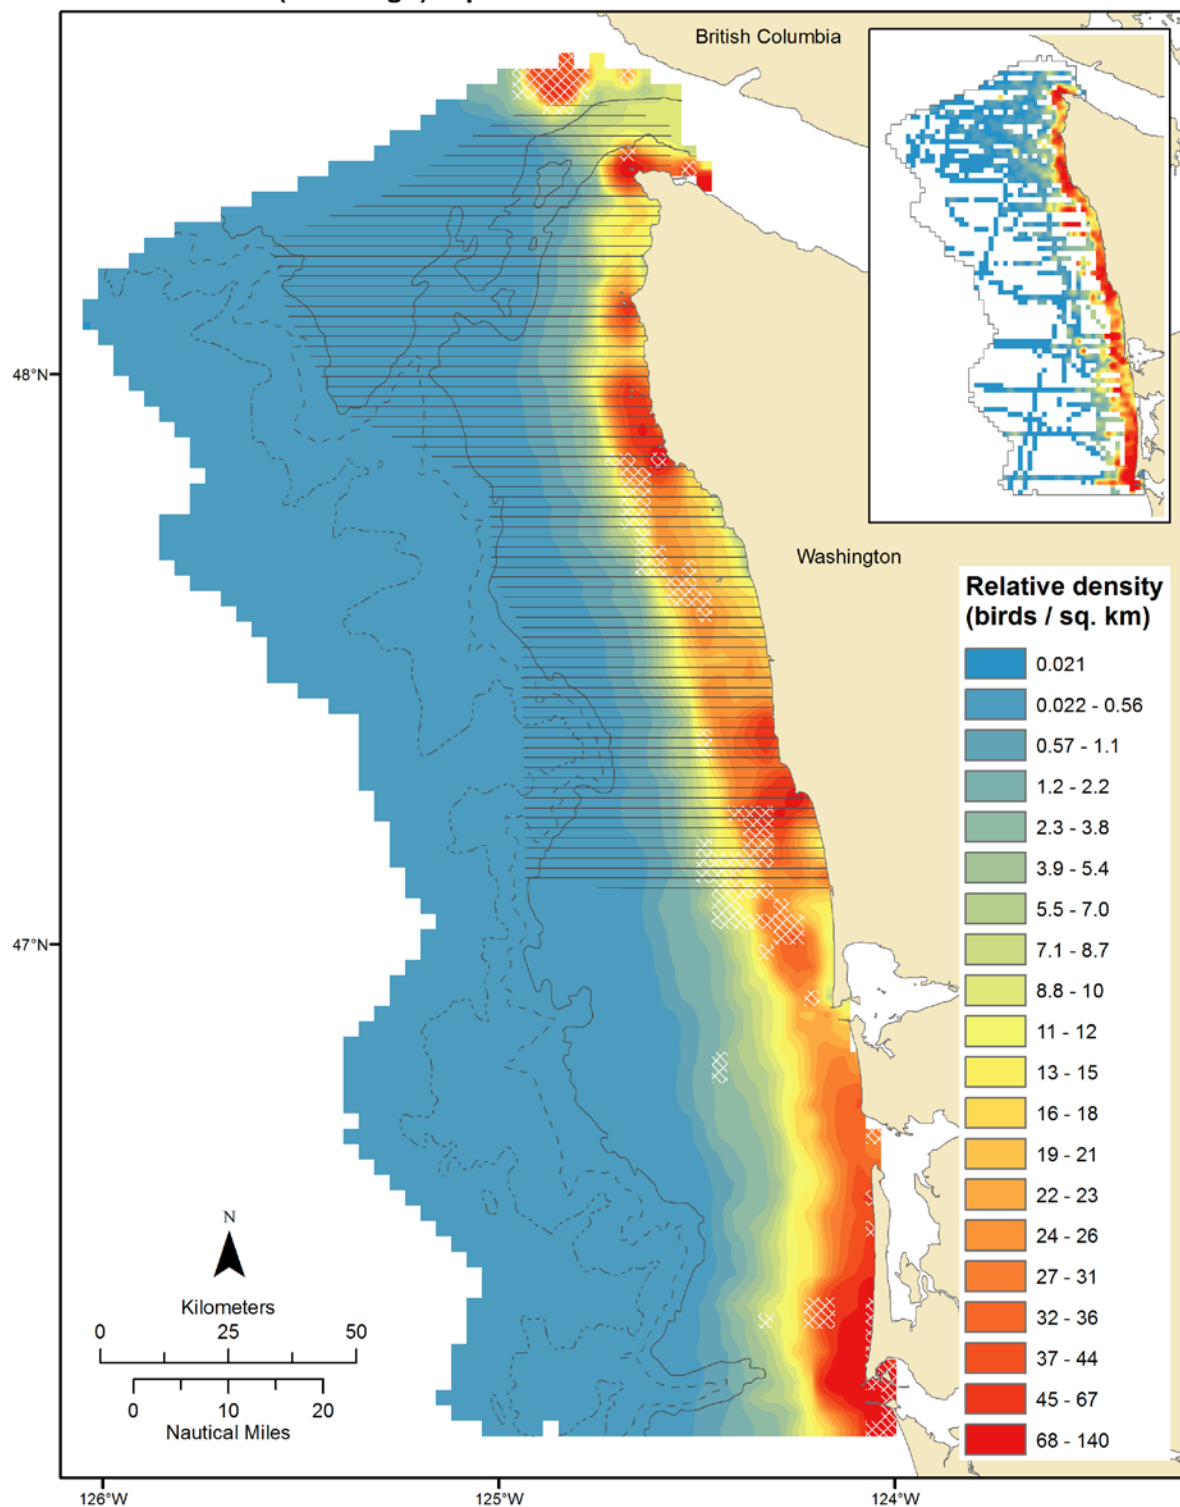 British Columbia
48°N
Washington
Relative density
(birds / sq. km)
0.021
0.022 - 0.56
0.57 - 1.1
1.2 - 2.2
2.3 - 3.8
3.9 - 5.4
5.5 - 7.0
7.1 - 8.7
8.8 - 10
11 - 12
13 - 15
16 - 18
19 - 21
22 - 23
24 - 26
27 - 31
32 - 36
37 - 44
45 - 67
68 - 140
47°N
N
Kilometers
0 25 50
0 10 20
Nautical Miles
126°W 125°W 124°W